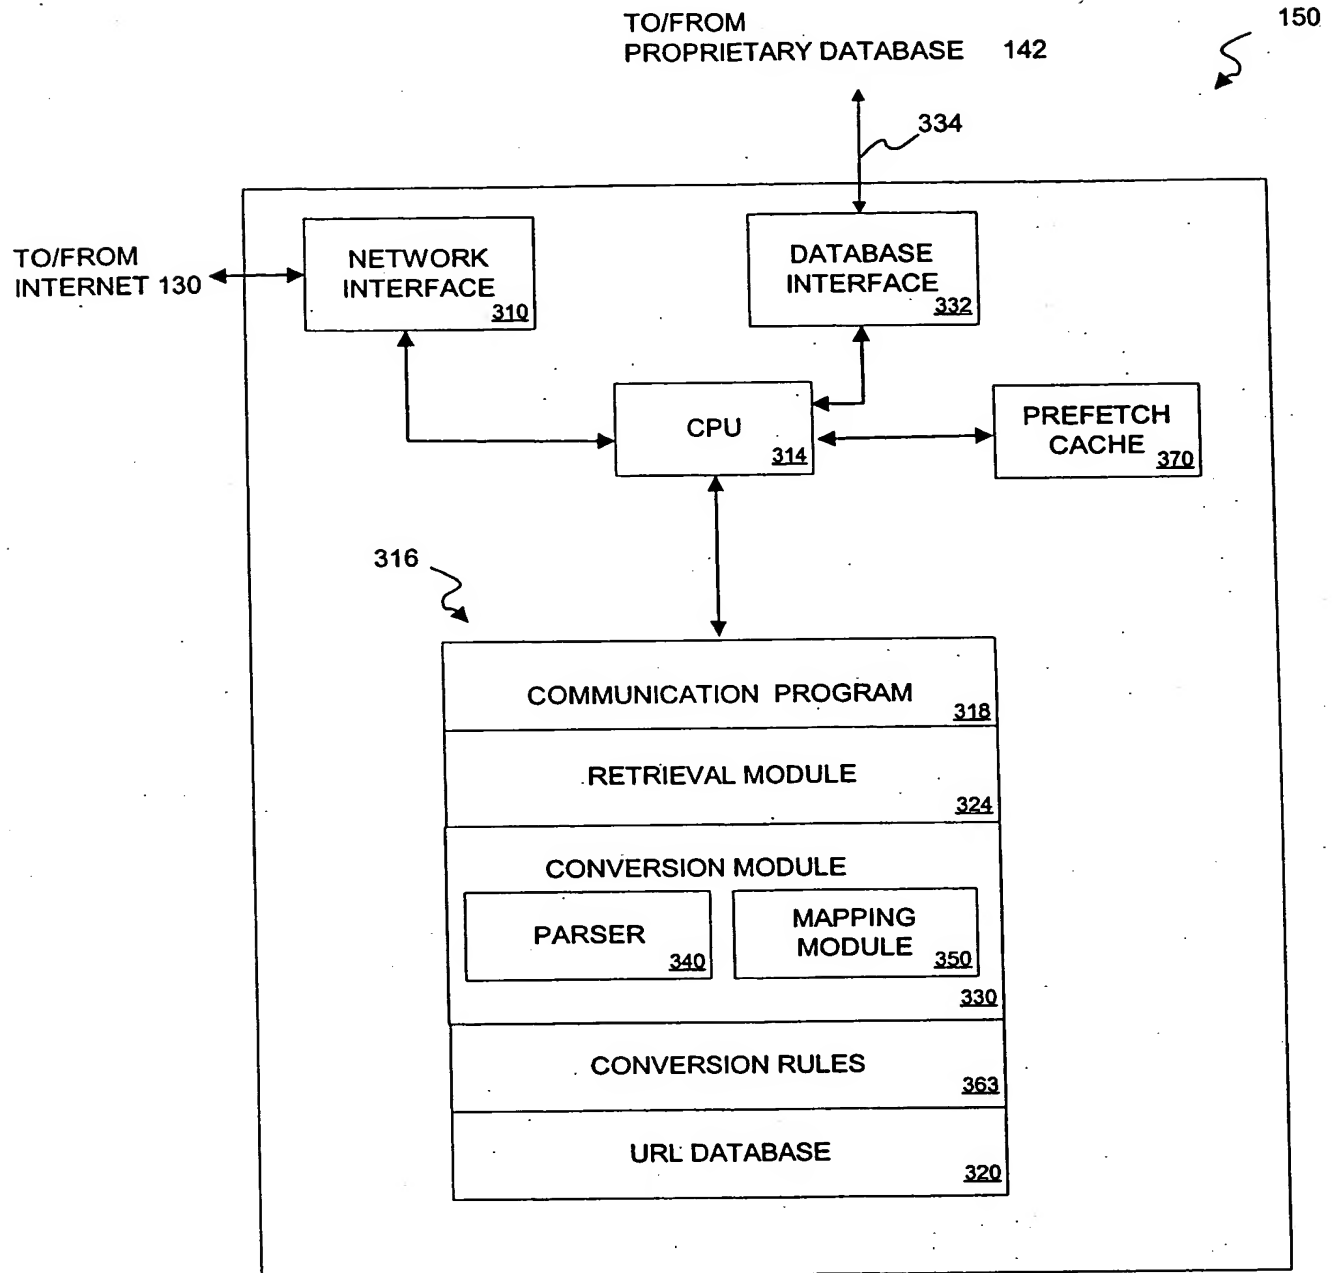 TO/FROM
PROPRIETARY DATABASE 142
150
334
TO/FROM
INTERNET 130
NETWORK
INTERFACE
310
DATABASE
INTERFACE
332
CPU
314
PREFETCH
CACHE
370
316
COMMUNICATION PROGRAM
318
RETRIEVAL MODULE
324
CONVERSION MODULE
PARSER
340
MAPPING
MODULE
350
330
CONVERSION RULES
363
URL DATABASE
320